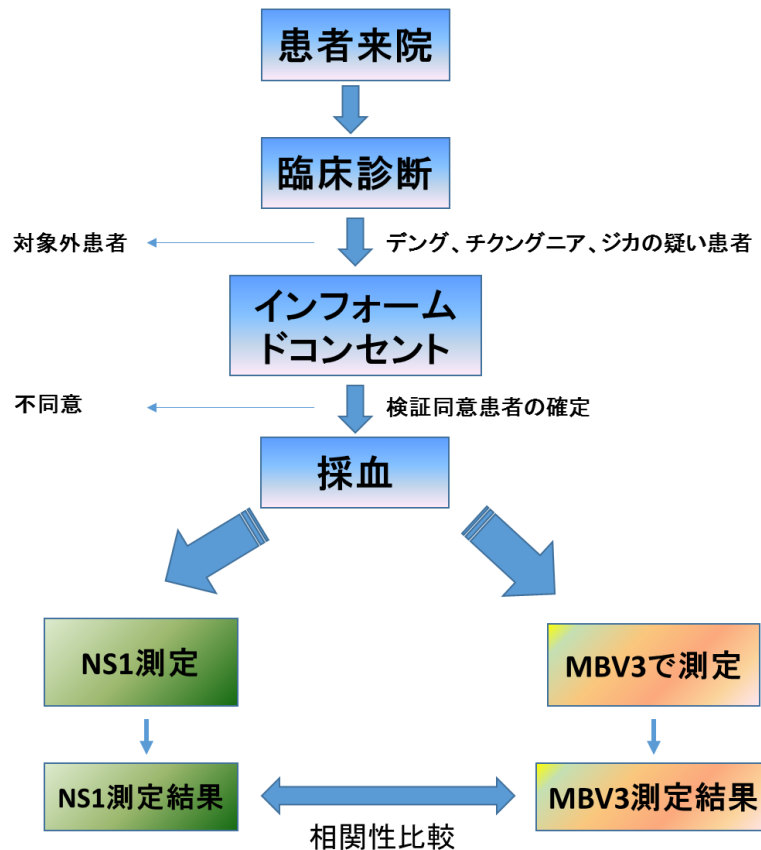 患者来院
臨床診断
対象外患者
デング、チクングニア、ジカの疑い患者
インフォーム
ドコンセント
不同意
検証同意患者の確定
採血
NS1測定
MBV3で測定
NS1測定結果
MBV3測定結果
相関性比較